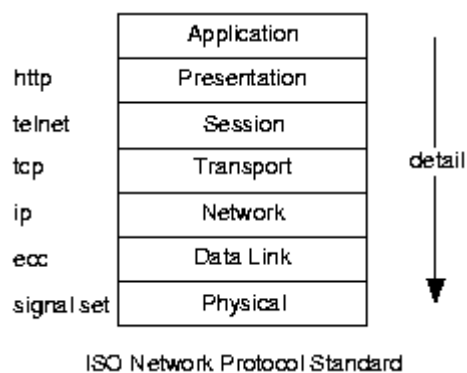 Application
http Presentation
telnet Session
tcp Transport
detail
ip Network
ecc Data Link
signal set Physical
ISO Network Protocol Standard